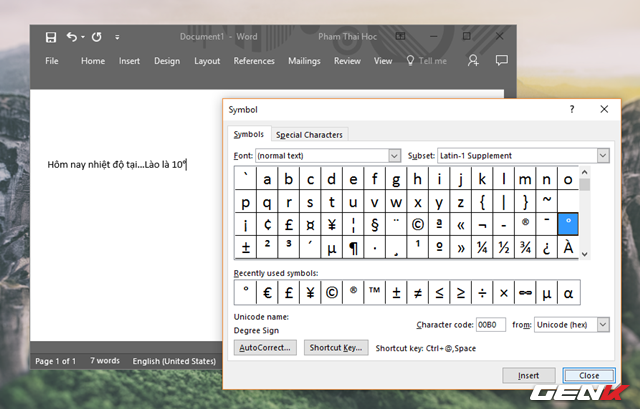 Document1 - Word
Pham Thai Hoc
File Home Insert Design Layout References Mailings Review View Tell me
Hôm nay nhiệt độ tại...Lào là 10°
Page 1 of 1 7 words English (United States)
Symbol ? ×
Symbols Special Characters
Font: (normal text) Subset: Latin-1 Supplement
` a b c d e f g h i j k l m n o
p q r s t u v w x y z { | } ~
¡ ¢ £ ¤ ¥ ¦ § ¨ © ª « ¬ - ® ¯ °
± ² ³ ´ µ ¶ · ¸ ¹ º » ¼ ½ ¾ ¿ À
Recently used symbols:
° € £ ¥ © ® ™ ± ≠ ≤ ≥ ÷ × ∞ µ α
Unicode name:
Degree Sign
Character code: 00B0 from: Unicode (hex)
AutoCorrect... Shortcut Key... Shortcut key: Ctrl+@,Space
Insert Close
GENK